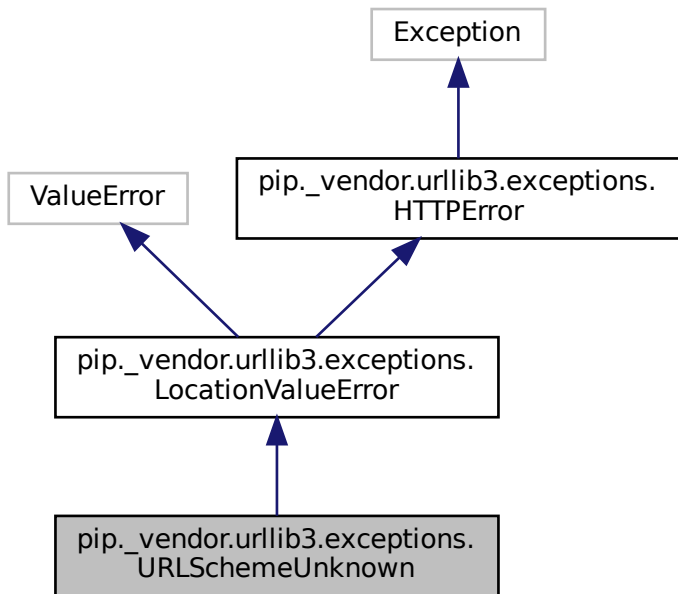 Exception
pip._vendor.urllib3.exceptions.
HTTPError
ValueError
pip._vendor.urllib3.exceptions.
LocationValueError
pip._vendor.urllib3.exceptions.
URLSchemeUnknown